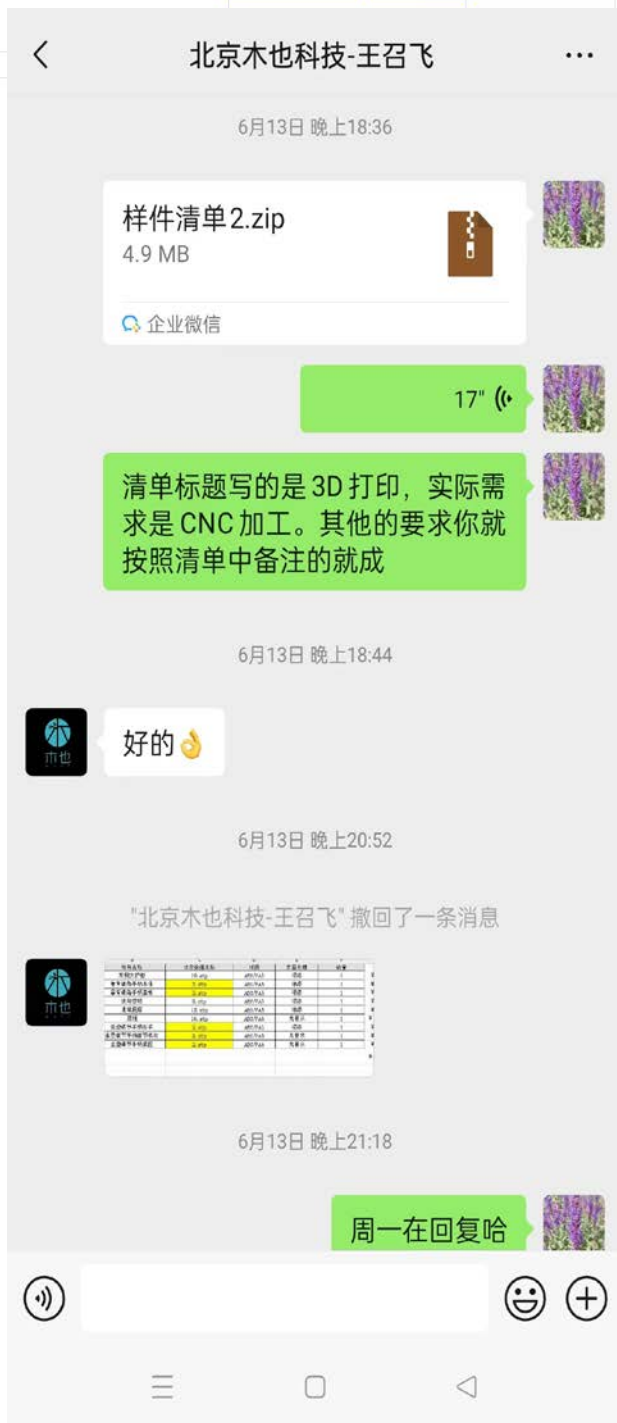 北京木也科技-王召飞
6月13日 晚上18:36
样件清单2.zip
4.9 MB
企业微信
17"
清单标题写的是3D打印，实际需
求是CNC加工。其他的要求你就
按照清单中备注的就成
6月13日 晚上18:44
木也
好的👌
6月13日 晚上20:52
"北京木也科技-王召飞"撤回了一条消息
木也
6月13日 晚上21:18
周一在回复哈